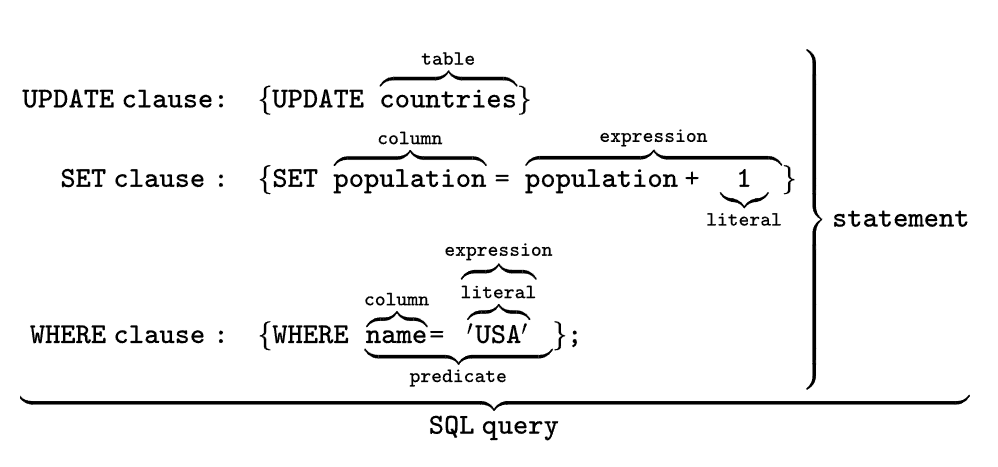 table
UPDATE clause: {UPDATE countries}
column expression
SET clause : {SET population = population + 1 }
literal
statement
expression
literal
column
WHERE clause : {WHERE name= 'USA' };
predicate
SQL query